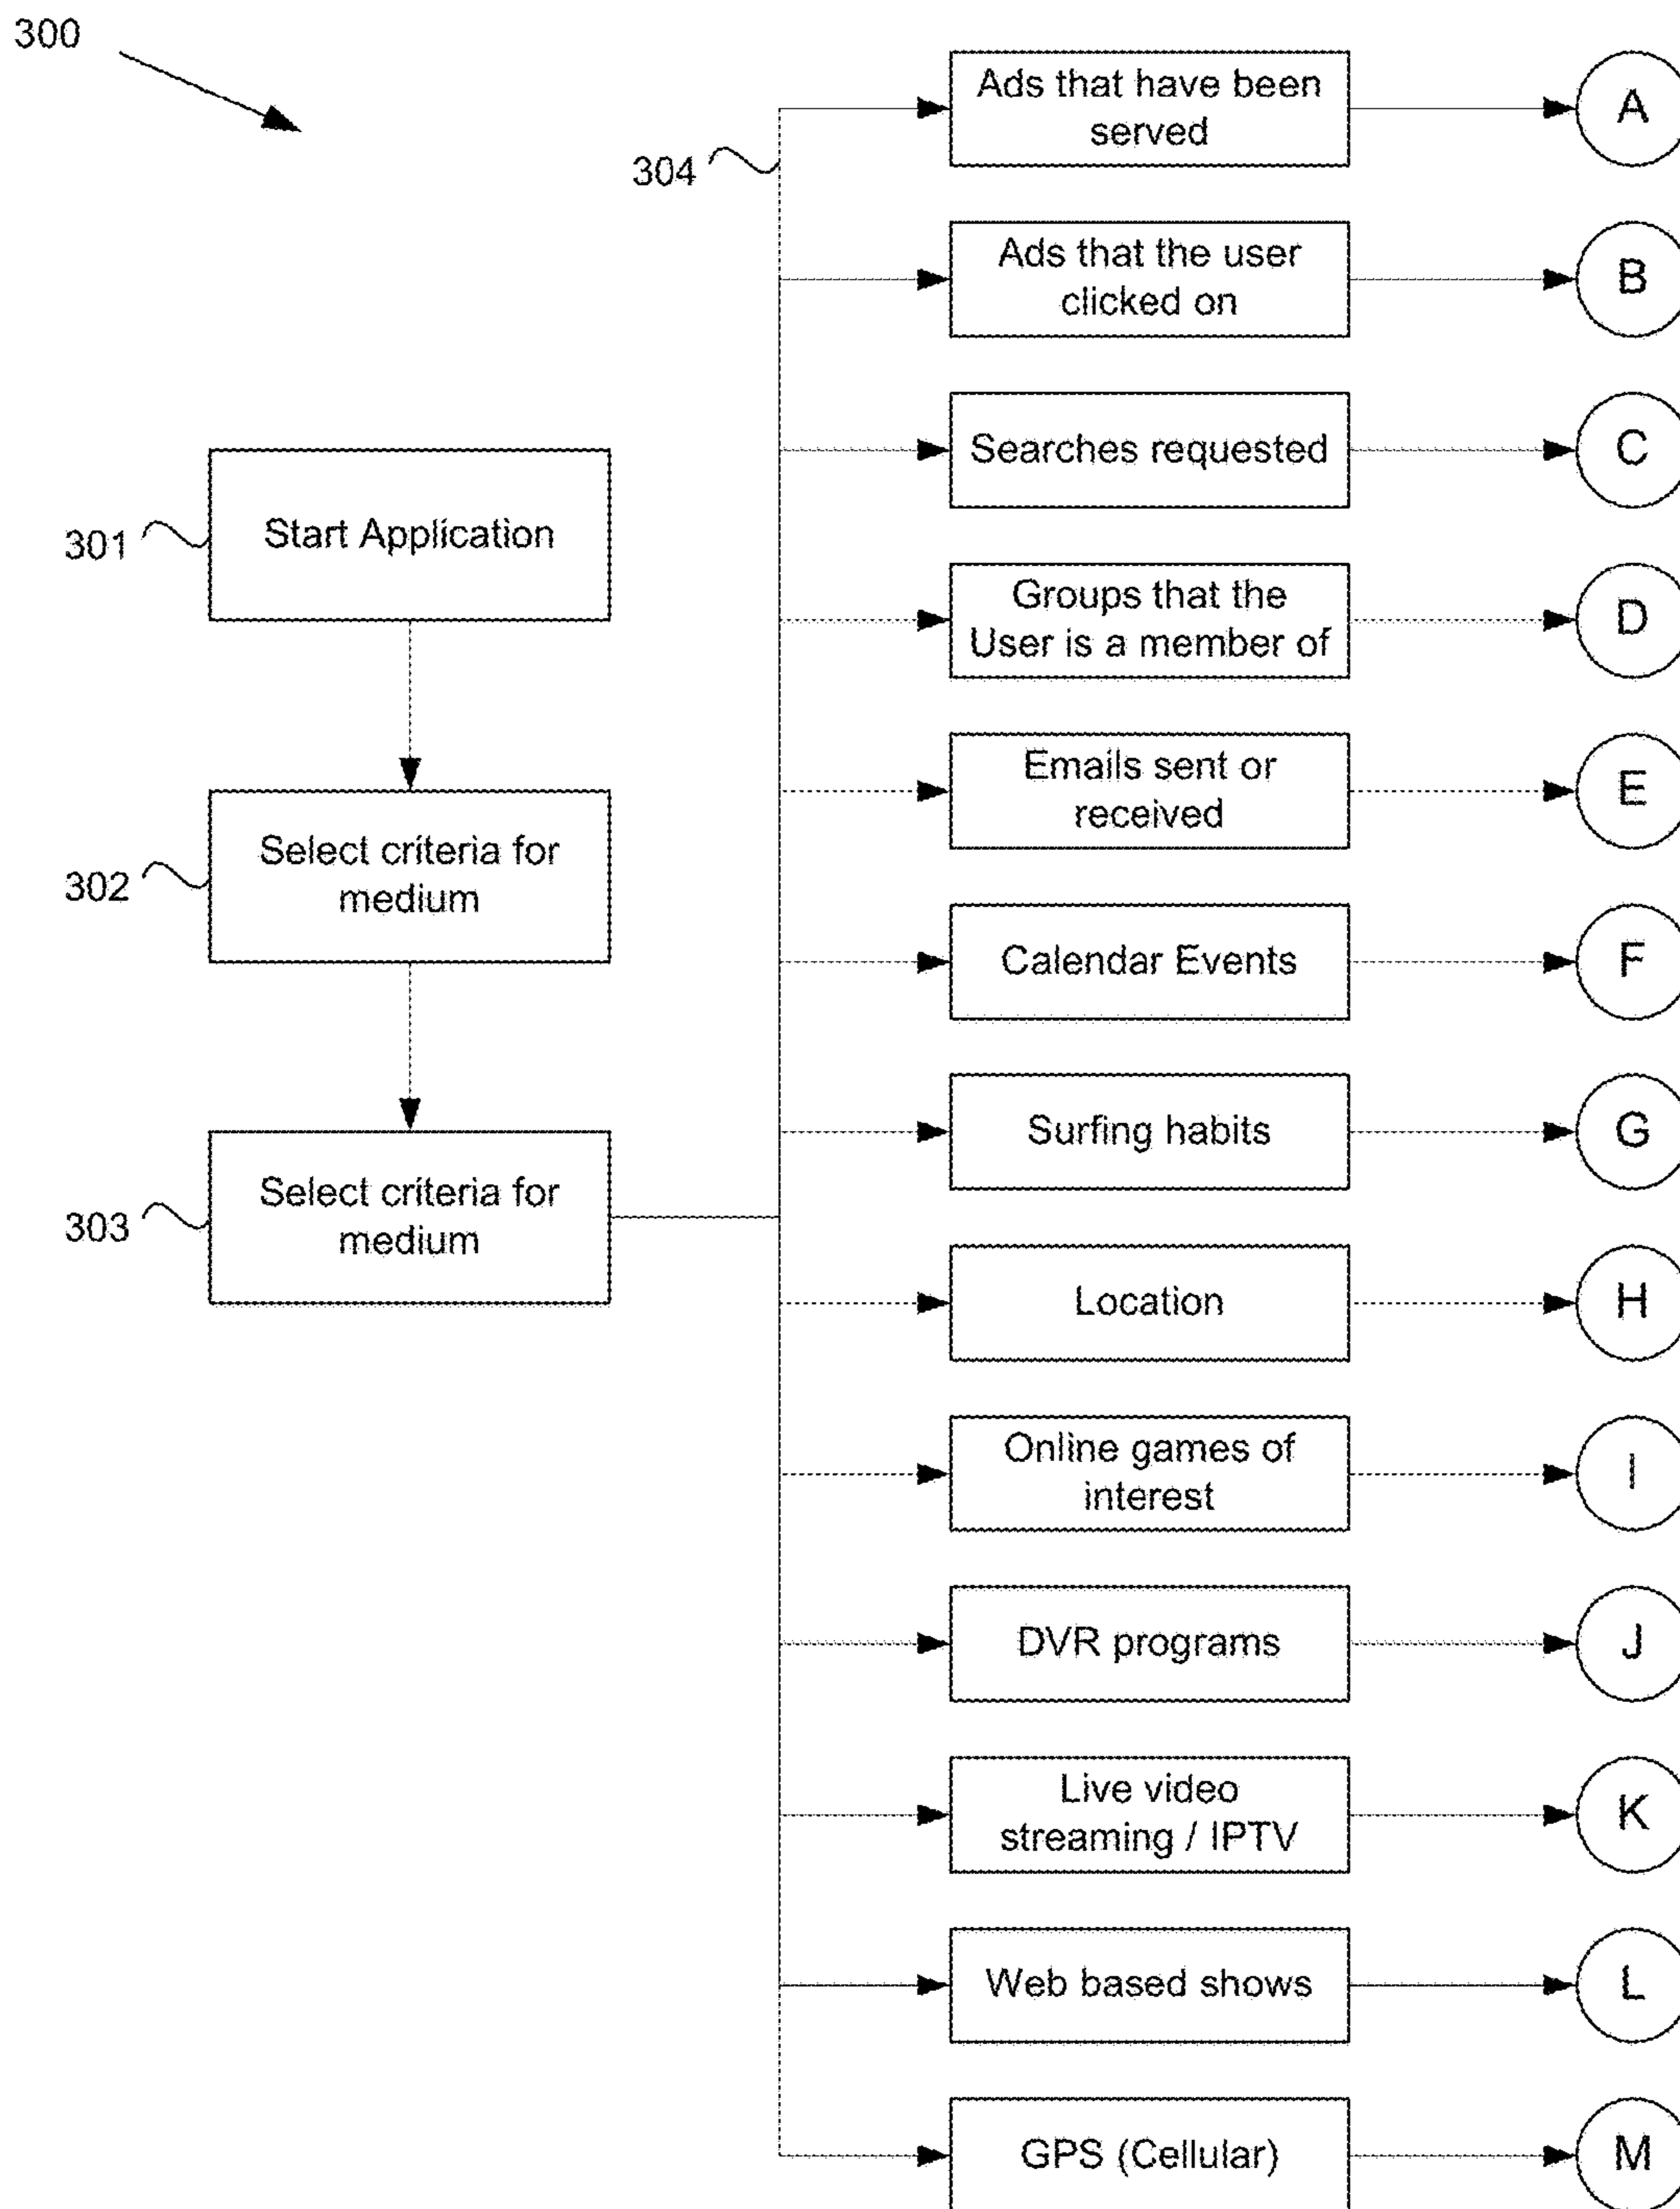 300
304
Ads that have been
served
A
Ads that the user
clicked on
B
Searches requested
C
301
Start Application
Groups that the
User is a member of
D
Emails sent or
received
E
302
Select criteria for
medium
Calendar Events
F
Surfing habits
G
303
Select criteria for
medium
Location
H
Online games of
interest
I
DVR programs
J
Live video
streaming / IPTV
K
Web based shows
L
GPS (Cellular)
M